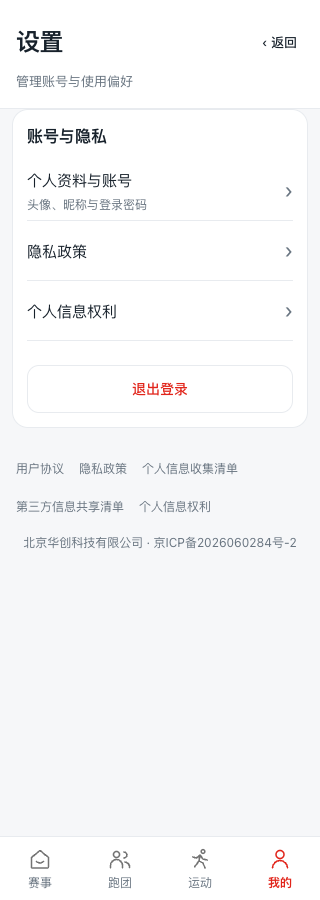 设置
‹ 返回
管理账号与使用偏好
账号与隐私
个人资料与账号
头像、昵称与登录密码
隐私政策
个人信息权利
退出登录
用户协议 隐私政策 个人信息收集清单
第三方信息共享清单 个人信息权利
北京华创科技有限公司 · 京ICP备2026060284号-2
赛事 跑团 运动 我的